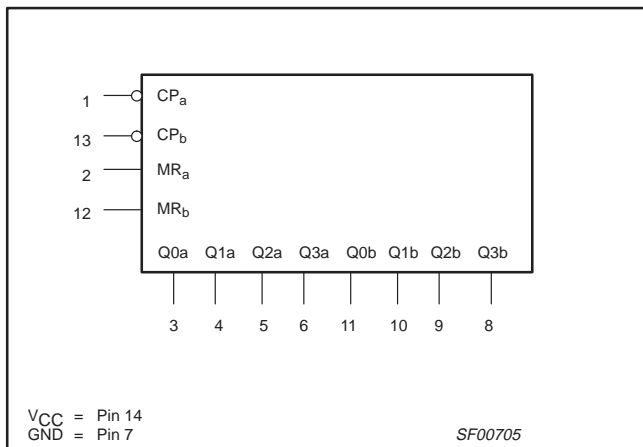 1 CPa
13 CPb
2 MRa
12 MRb
Q0a Q1a Q2a Q3a Q0b Q1b Q2b Q3b
3 4 5 6 11 10 9 8
VCC = Pin 14
GND = Pin 7
SF00705